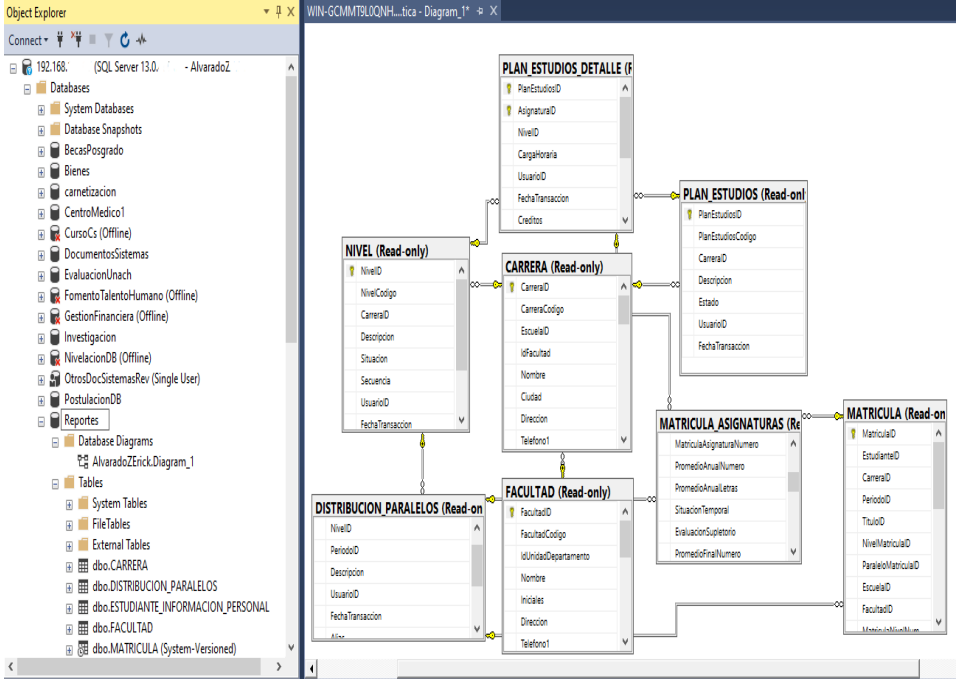 Object Explorer
Connect
192.168. (SQL Server 13.0. - AlvaradoZ
Databases
System Databases
Database Snapshots
BecasPosgrado
Bienes
carnetizacion
CentroMedico1
CursoCs (Offline)
DocumentosSistemas
EvaluacionUnach
FomentoTalentoHumano (Offline)
GestionFinanciera (Offline)
Investigacion
NivelacionDB (Offline)
OtrosDocSistemasRev (Single User)
PostulacionDB
Reportes
Database Diagrams
AlvaradoZErick.Diagram_1
Tables
System Tables
FileTables
External Tables
dbo.CARRERA
dbo.DISTRIBUCION_PARALELOS
dbo.ESTUDIANTE_INFORMACION_PERSONAL
dbo.FACULTAD
dbo.MATRICULA (System-Versioned)
WIN-GCMMT9L0QNH....tica - Diagram_1*
PLAN_ESTUDIOS_DETALLE (R
PlanEstudiosID
AsignaturaID
NivelID
CargaHoraria
UsuarioID
FechaTransaccion
Creditos
PLAN_ESTUDIOS (Read-onl
PlanEstudiosID
PlanEstudiosCodigo
CarreraID
Descripcion
Estado
UsuarioID
FechaTransaccion
NIVEL (Read-only)
NivelID
NivelCodigo
CarreraID
Descripcion
Situacion
Secuencia
UsuarioID
FechaTransaccion
CARRERA (Read-only)
CarreraID
CarreraCodigo
EscuelaID
IdFacultad
Nombre
Ciudad
Direccion
Telefono1
MATRICULA_ASIGNATURAS (Re
MatriculaAsignaturaNumero
PromedioAnualNumero
PromedioAnualLetras
SituacionTemporal
EvaluacionSupletorio
PromedioFinalNumero
MATRICULA (Read-on
MatriculaID
EstudianteID
CarreraID
PeriodoID
TituloID
NivelMatriculaID
ParaleloMatriculaID
EscuelaID
FacultadID
MatriculaNivelNum
DISTRIBUCION_PARALELOS (Read-on
NivelID
PeriodoID
Descripcion
UsuarioID
FechaTransaccion
Alias
FACULTAD (Read-only)
FacultadID
FacultadCodigo
IdUnidadDepartamento
Nombre
Iniciales
Direccion
Telefono1